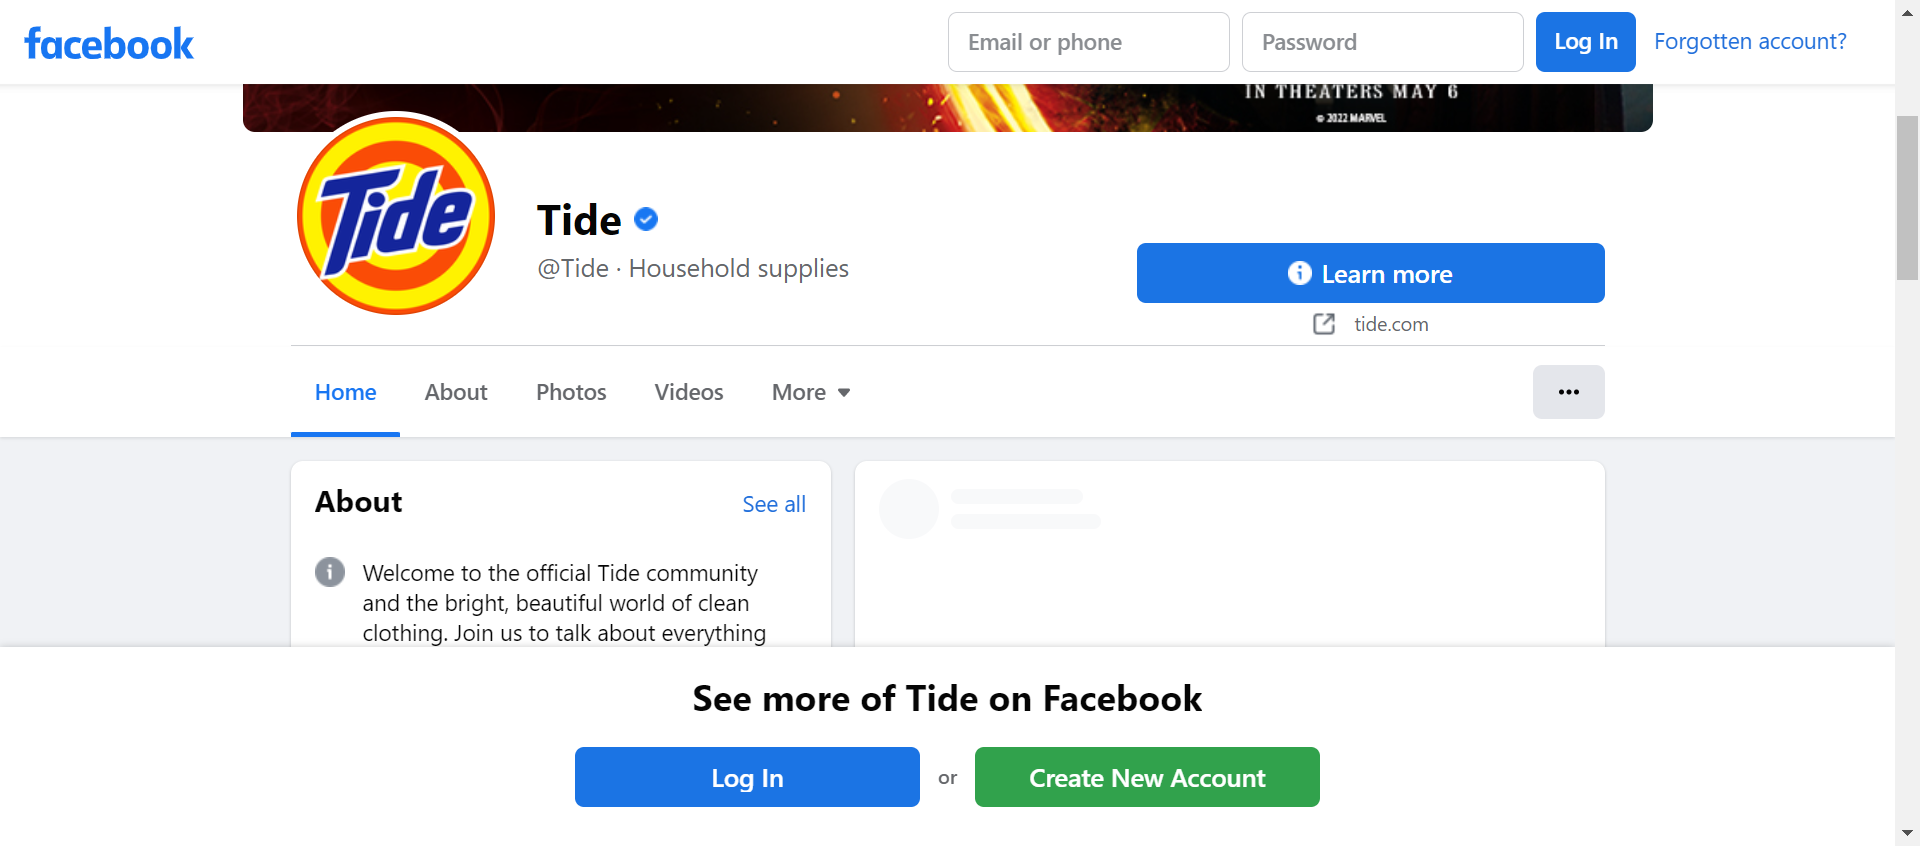 facebook
Email or phone
Password
Log In
Forgotten account?
IN THEATERS MAY 6
© 2022 MARVEL
Tide
Tide
@Tide · Household supplies
Learn more
tide.com
Home
About
Photos
Videos
More
About
See all
Welcome to the official Tide community
and the bright, beautiful world of clean
clothing. Join us to talk about everything
See more of Tide on Facebook
Log In
or
Create New Account